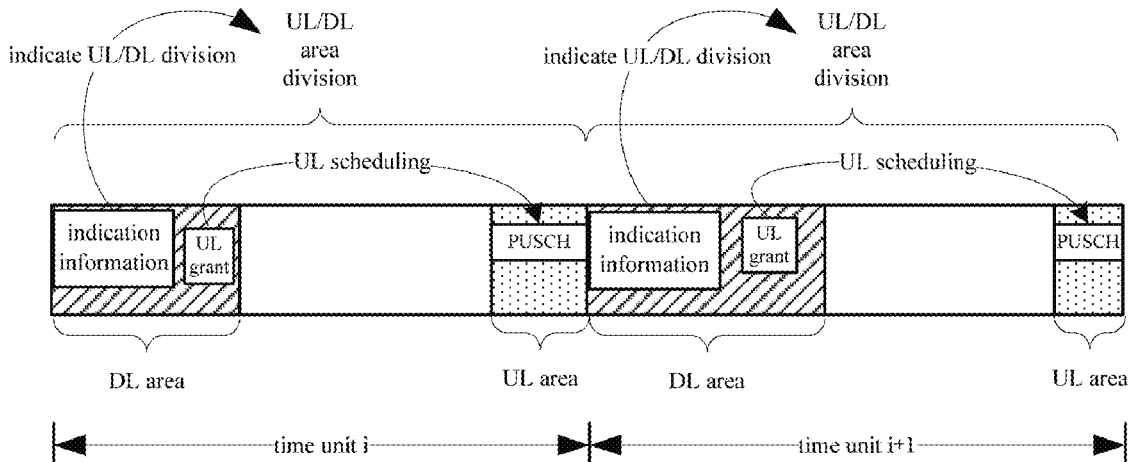 UL/DL
area
division
indicate UL/DL division
UL/DL
area
division
indicate UL/DL division
UL scheduling
UL scheduling
indication
information
UL
grant
PUSCH
indication
information
UL
grant
PUSCH
DL area
UL area
DL area
UL area
time unit i
time unit i+1